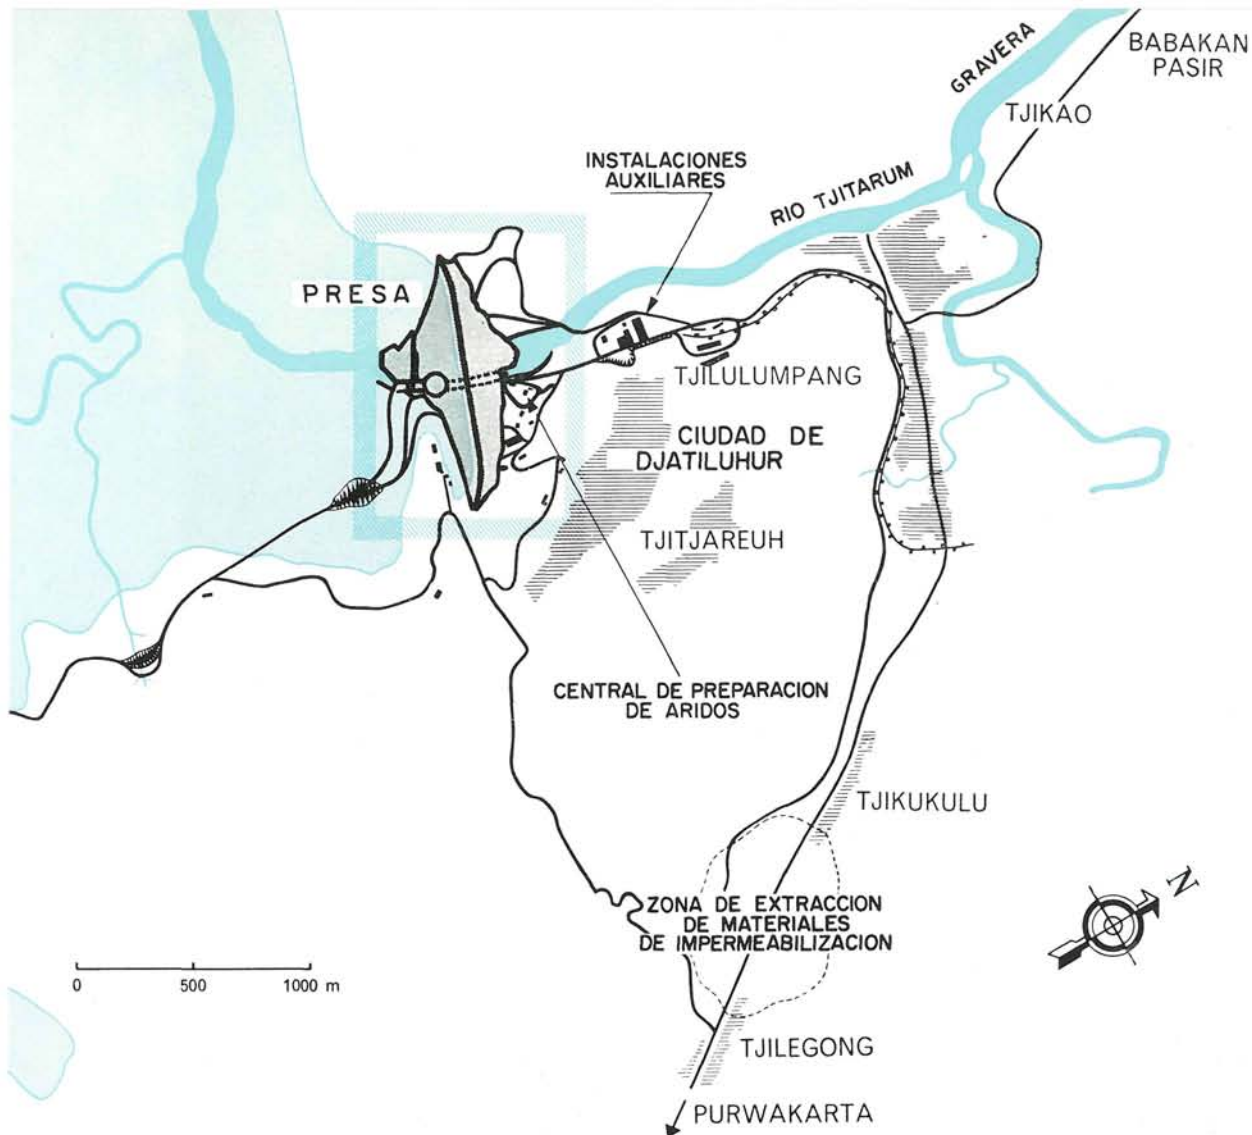 GRAVERA
BABAKAN
PASIR
TJIKAO
INSTALACIONES
AUXILIARES
RIO TJITARUM
PRESA
TJILULUMPANG
CIUDAD DE
DJATILUHUR
TJITJAREUH
CENTRAL DE PREPARACION
DE ARIDOS
TJIKUKULU
N
ZONA DE EXTRACCION
DE MATERIALES
DE IMPERMEABILIZACION
0 500 1000 m
TJILEGONG
PURWAKARTA